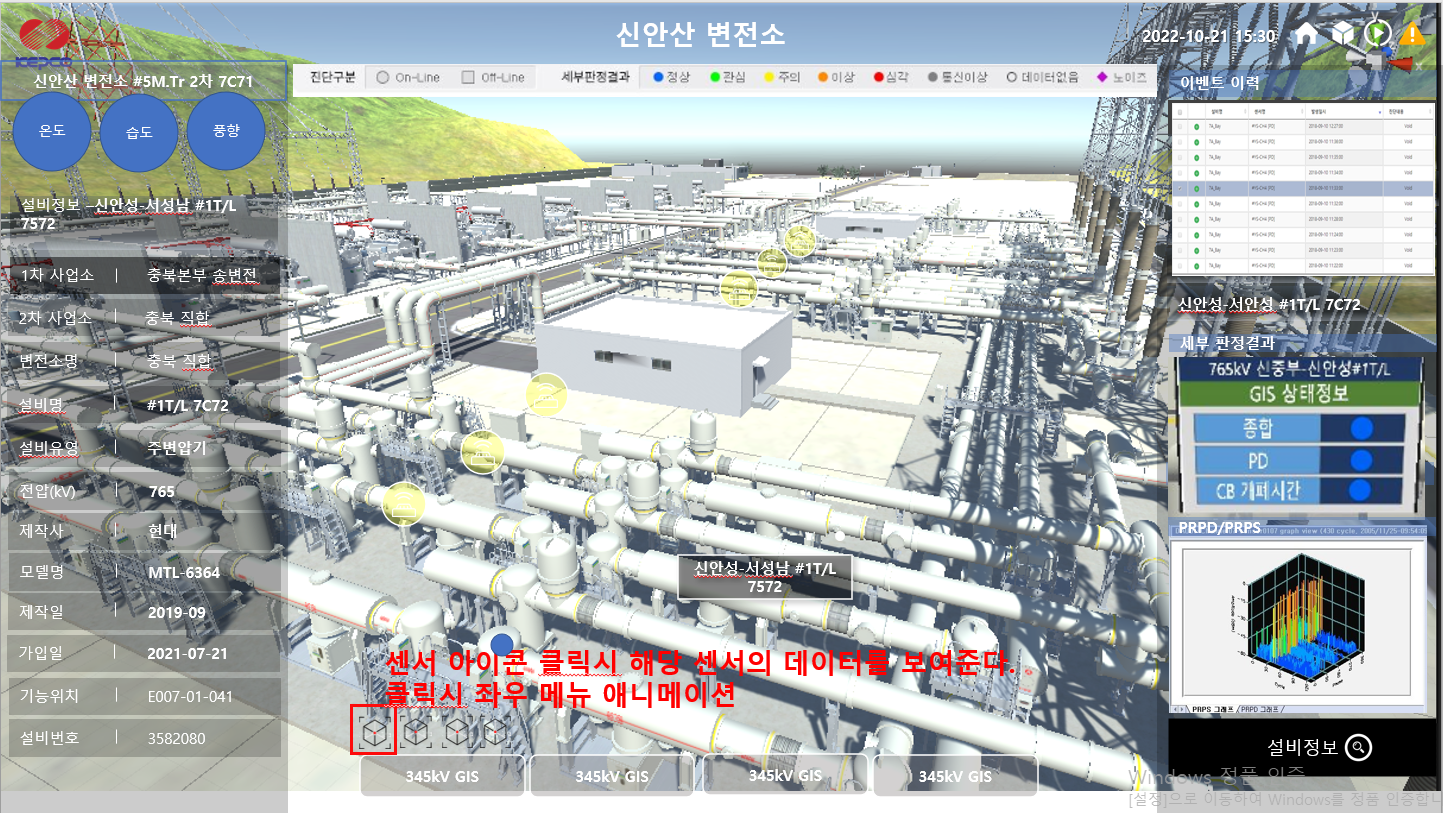 신안산 변전소
2022-10-21 15:30
KEPCO
신안산 변전소 #5M.Tr 2차 7C71
온도
습도
풍향
설비정보 –신안성-서성남 #1T/L
7572
1차 사업소 | 충북본부 송변전
2차 사업소 | 충북 직할
변전소명 | 충북 직할
설비명 | #1T/L 7C72
설비유영 | 주변압기
전압(kV) | 765
제작사 | 현대
모델명 | MTL-6364
제작일 | 2019-09
가입일 | 2021-07-21
기능위치 | E007-01-041
설비번호 | 3582080
진단구분 On-Line Off-Line 세부판정결과 정상 관심 주의 이상 심각 통신이상 데이터없음 노이즈
신안성-서성남 #1T/L
7572
센서 아이콘 클릭시 해당 센서의 데이터를 보여준다.
클릭시 좌우 메뉴 애니메이션
345kV GIS
345kV GIS
345kV GIS
345kV GIS
이벤트 이력
신안성-서안성 #1T/L 7C72
세부 판정결과
765kV 신중부-신안성#1T/L
GIS 상태정보
종합
PD
CB 개폐시간
PRPD/PRPS
graph view (430 cycle, 2005/11/25-09:54:0
PRPS 그래프 / PRPD 그래프 /
설비정보
Windows 정품 인증
[설정]으로 이동하여 Windows를 정품 인증합니